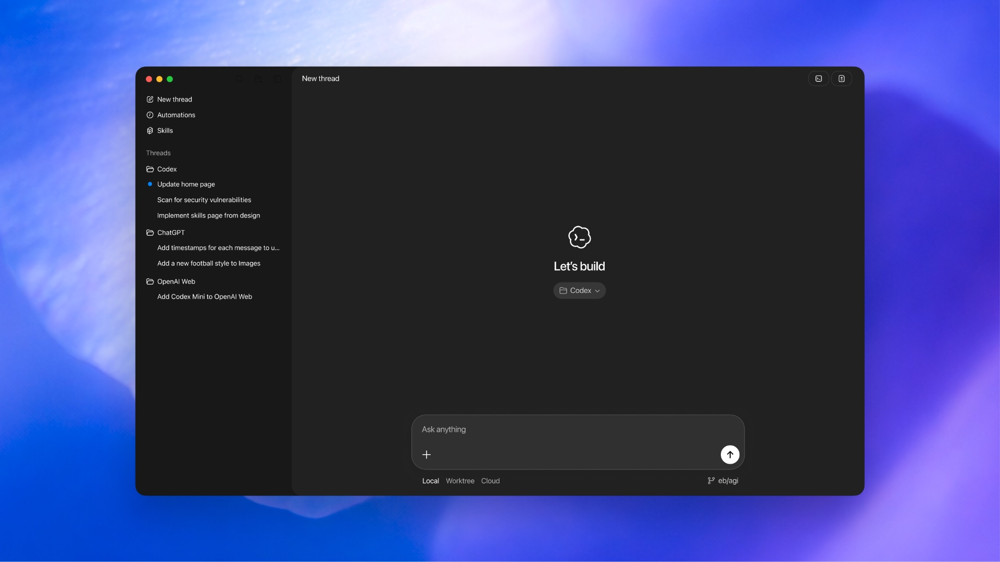 New thread
Automations
Skills
Threads
Codex
Update home page
Scan for security vulnerabilities
Implement skills page from design
ChatGPT
Add timestamps for each message to u...
Add a new football style to Images
OpenAI Web
Add Codex Mini to OpenAI Web
New thread
Let’s build
Codex
Ask anything
Local Worktree Cloud
eb/agi